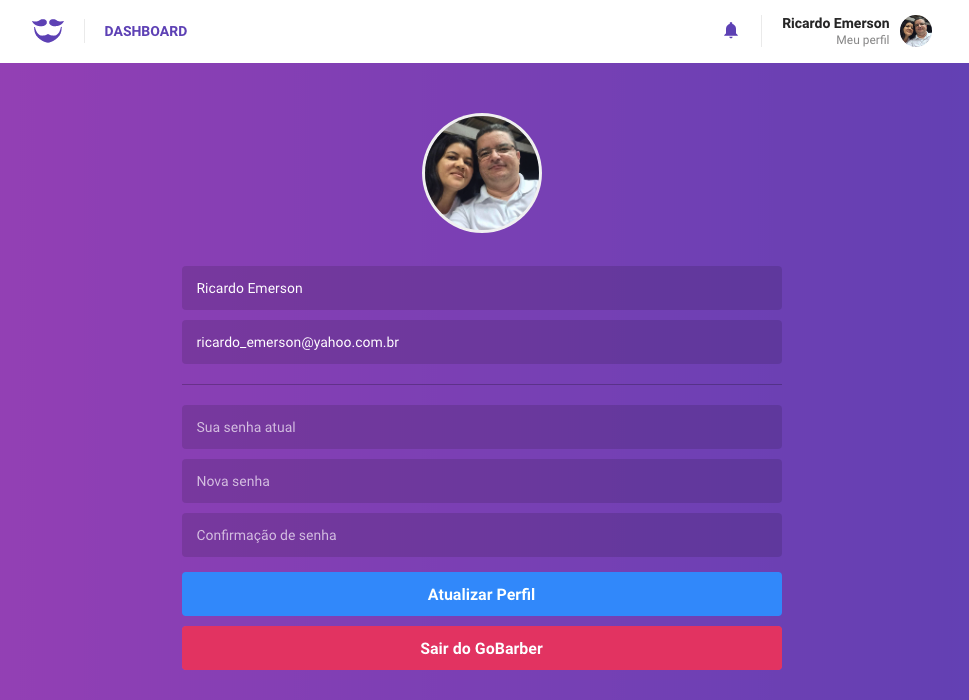 DASHBOARD
Ricardo Emerson
Meu perfil
Ricardo Emerson
ricardo_emerson@yahoo.com.br
Sua senha atual
Nova senha
Confirmação de senha
Atualizar Perfil
Sair do GoBarber